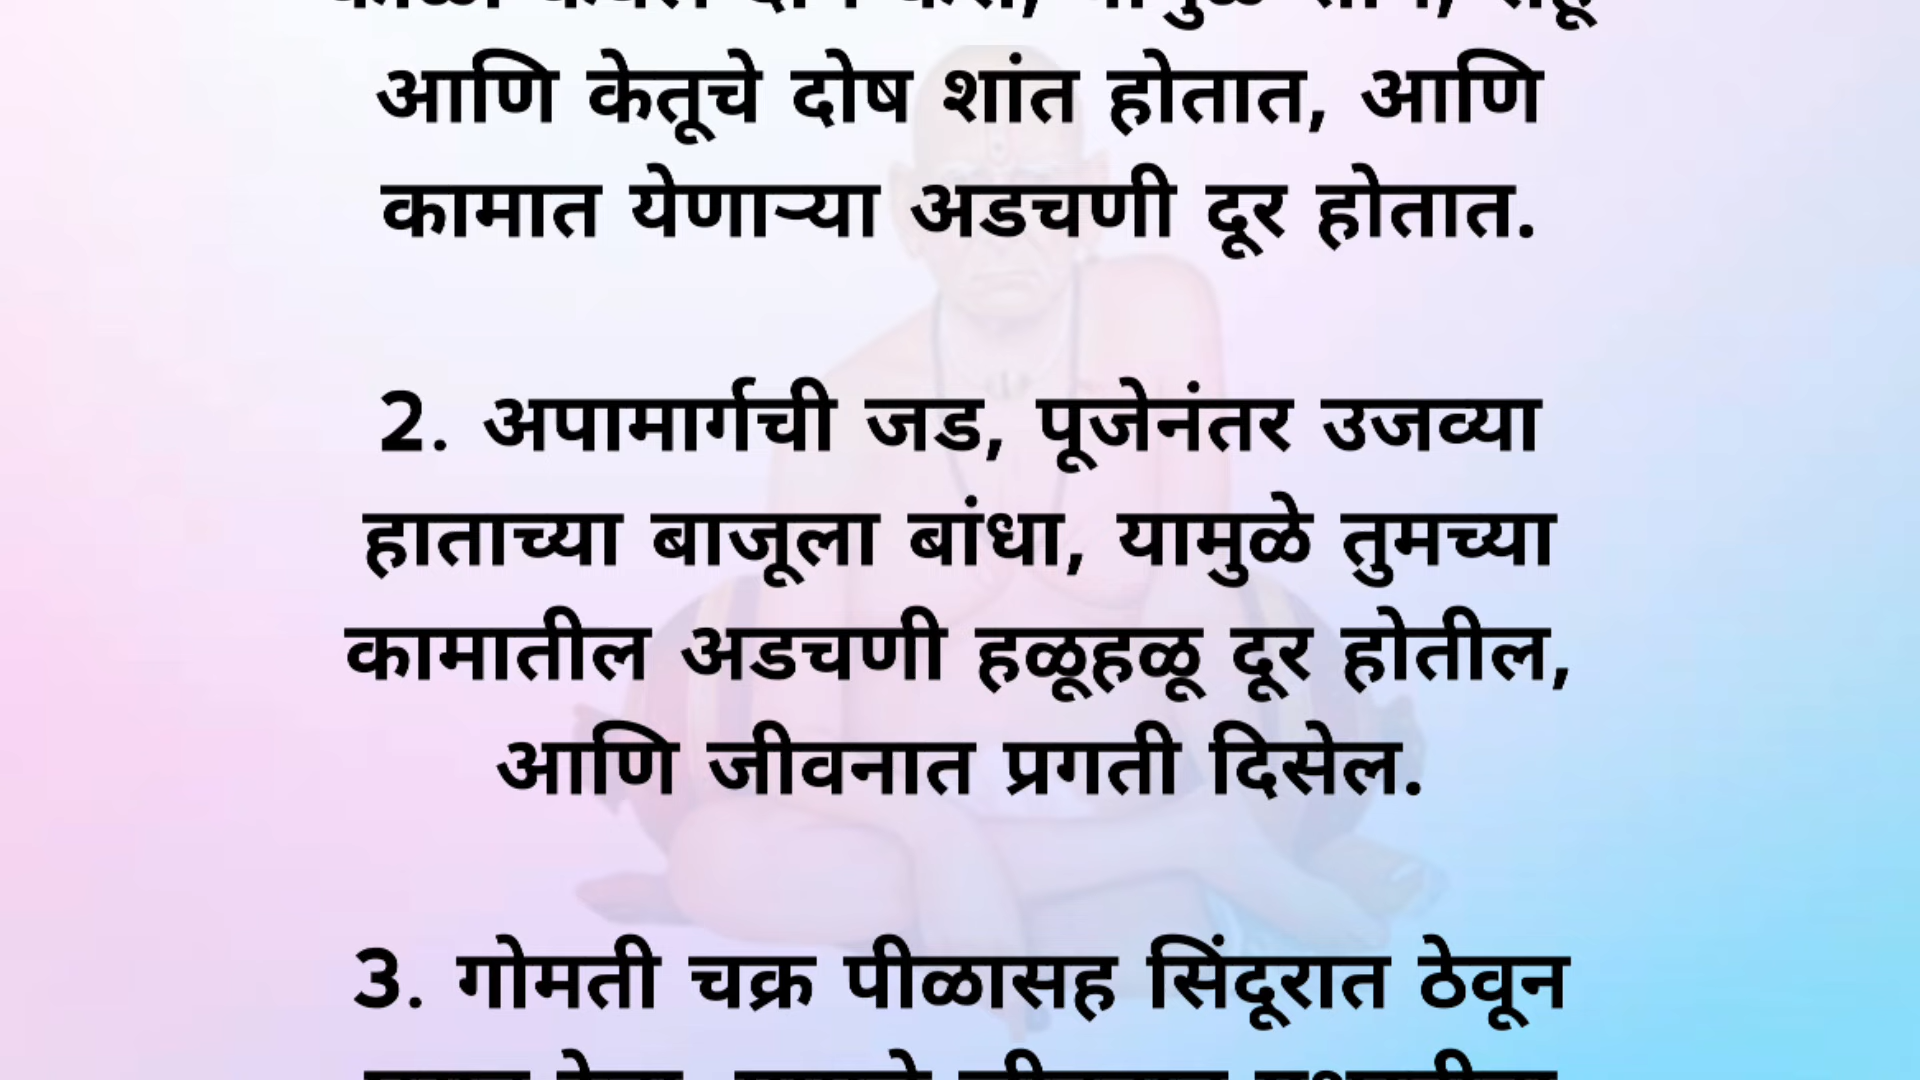 आणि केतूचे दोष शांत होतात, आणि
कामात येणाऱ्या अडचणी दूर होतात.
2. अपामार्गची जड, पूजेनंतर उजव्या
हाताच्या बाजूला बांधा, यामुळे तुमच्या
कामातील अडचणी हळूहळू दूर होतील,
आणि जीवनात प्रगती दिसेल.
3. गोमती चक्र पीळासह सिंदूरात ठेवून